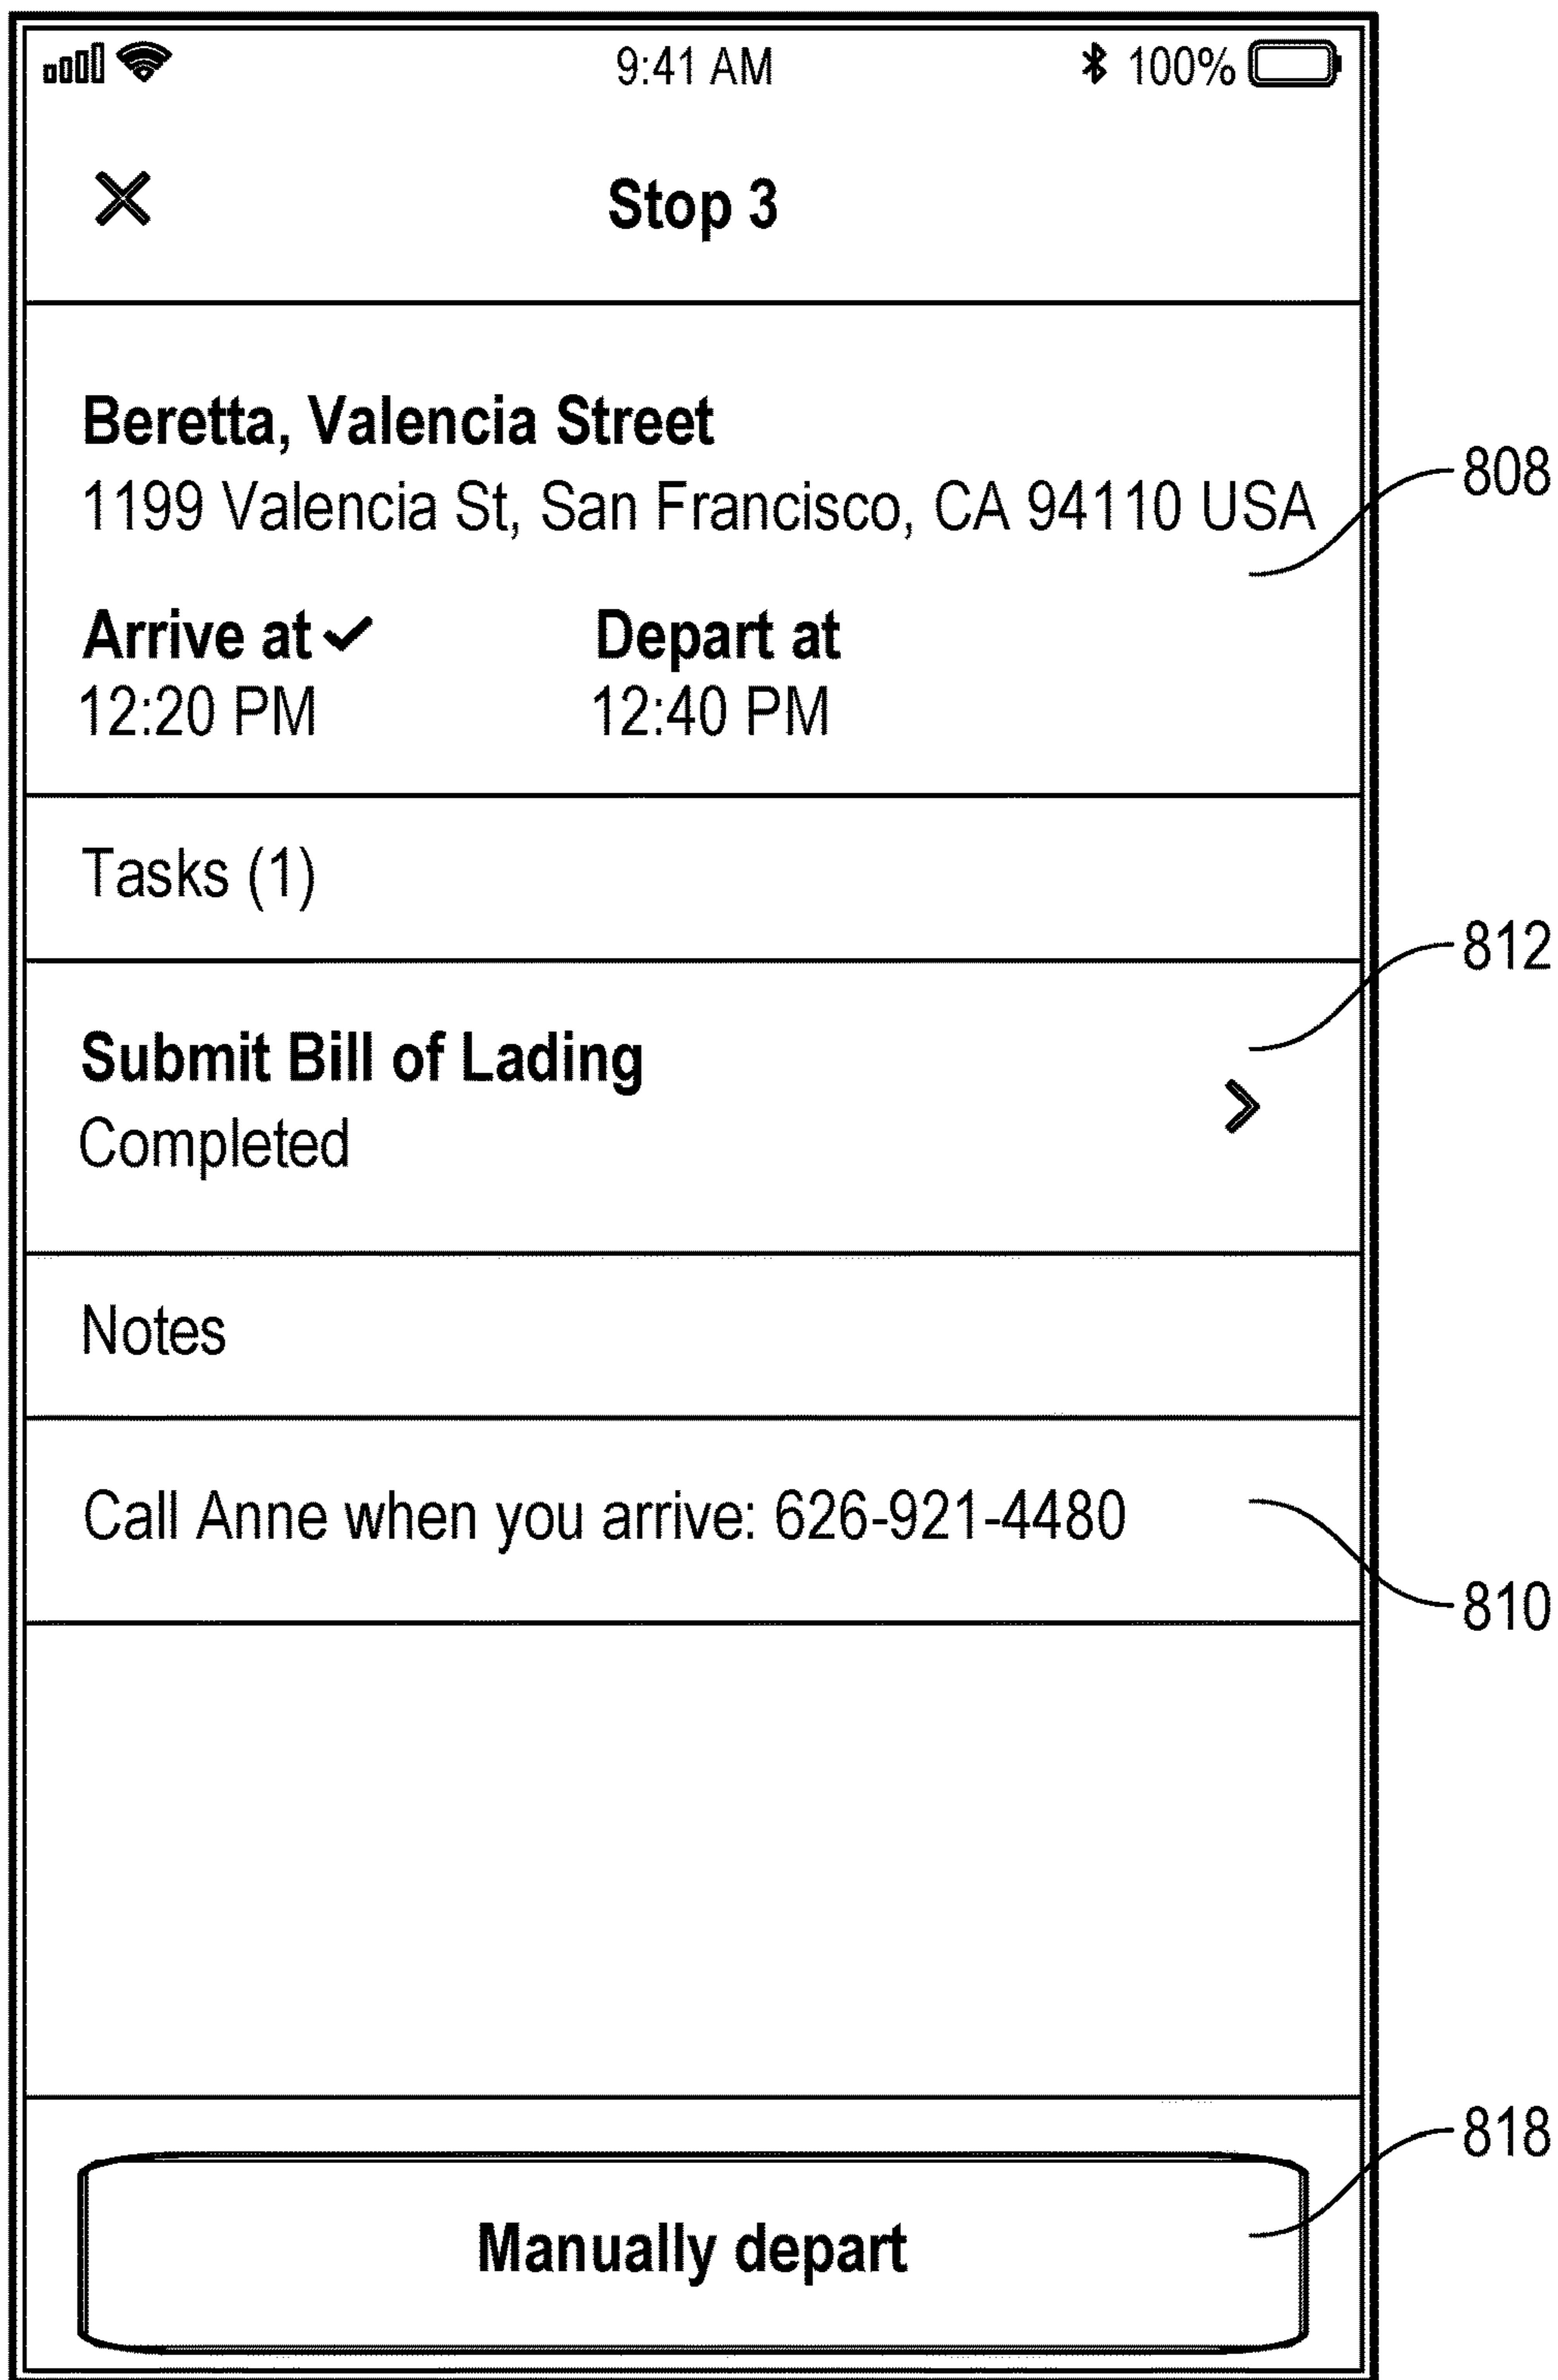 9:41 AM 100%
Stop 3
Beretta, Valencia Street
1199 Valencia St, San Francisco, CA 94110 USA
808
Arrive at Depart at
12:20 PM 12:40 PM
Tasks (1)
812
Submit Bill of Lading
Completed
Notes
Call Anne when you arrive: 626-921-4480
810
818
Manually depart